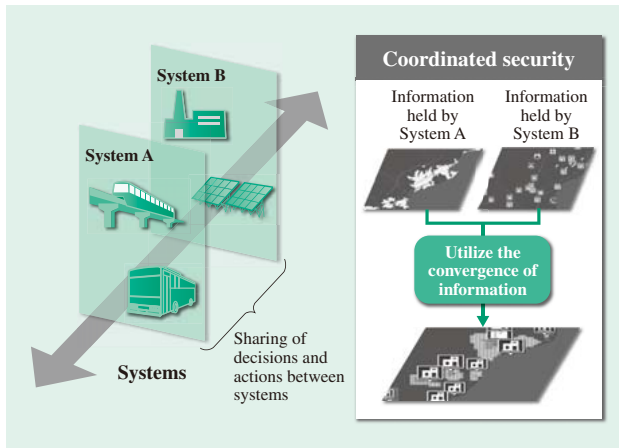 System B
System A
Systems
Sharing of
decisions and
actions between
systems
Coordinated security
Information
held by
System A
Information
held by
System B
Utilize the
convergence of
information